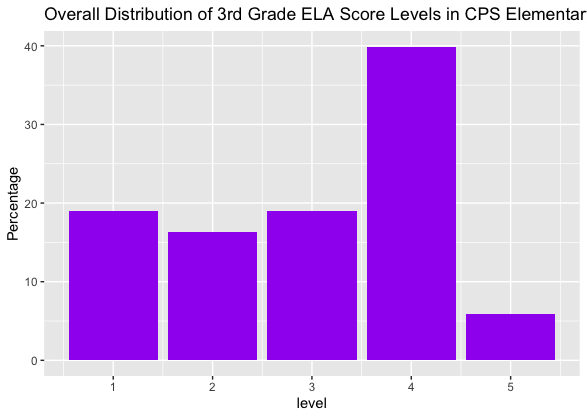 Overall Distribution of 3rd Grade ELA Score Levels in CPS Elementar
40
30
20
10
0
Percentage
1 2 3 4 5
level